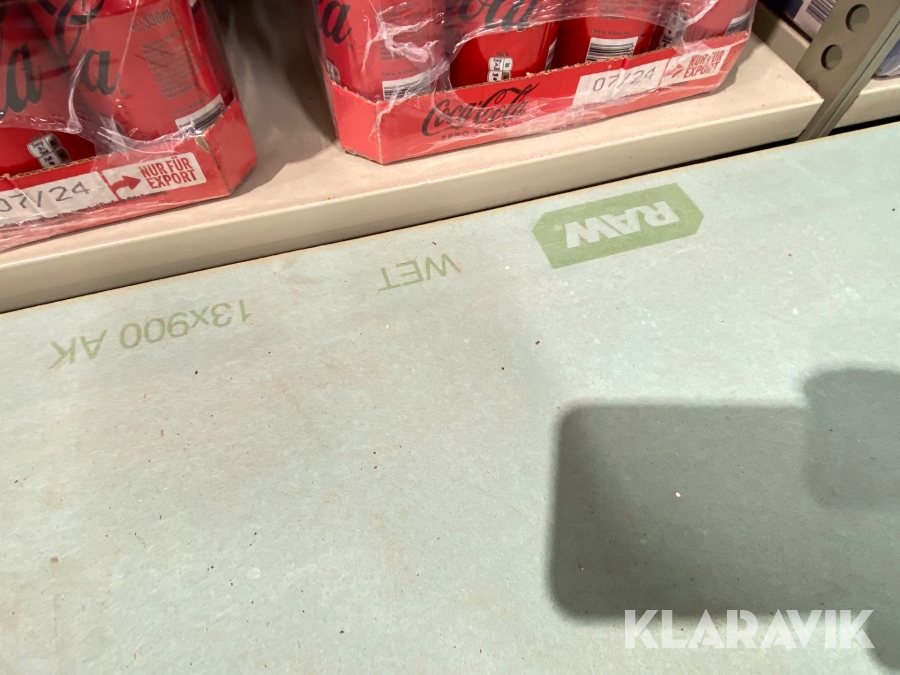 Coca-Cola
07/24
NUR FÜR
EXPORT
07/24
NUR FÜR
EXPORT
RAW
WET
13x900 AK
KLARAVIK